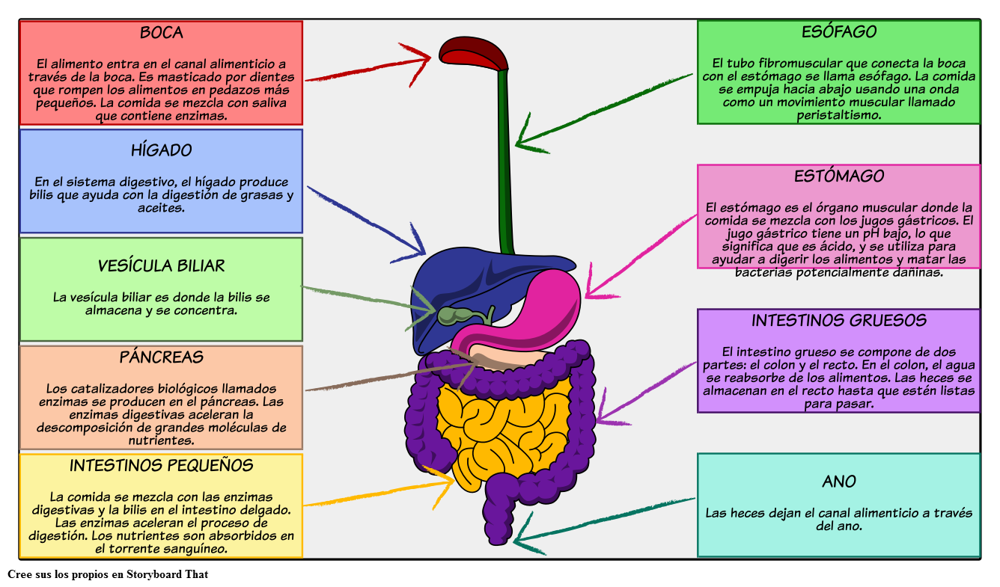 BOCA
El alimento entra en el canal alimenticio a
través de la boca. Es masticado por dientes
que rompen los alimentos en pedazos más
pequeños. La comida se mezcla con saliva
que contiene enzimas.
HÍGADO
En el sistema digestivo, el hígado produce
bilis que ayuda con la digestión de grasas y
aceites.
VESÍCULA BILIAR
La vesícula biliar es donde la bilis se
almacena y se concentra.
PÁNCREAS
Los catalizadores biológicos llamados
enzimas se producen en el páncreas. Las
enzimas digestivas aceleran la
descomposición de grandes moléculas de
nutrientes.
INTESTINOS PEQUEÑOS
La comida se mezcla con las enzimas
digestivas y la bilis en el intestino delgado.
Las enzimas aceleran el proceso de
digestión. Los nutrientes son absorbidos en
el torrente sanguíneo.
ESÓFAGO
El tubo fibromuscular que conecta la boca
con el estómago se llama esófago. La comida
se empuja hacia abajo usando una onda
como un movimiento muscular llamado
peristaltismo.
ESTÓMAGO
El estómago es el órgano muscular donde la
comida se mezcla con los jugos gástricos. El
jugo gástrico tiene un pH bajo, lo que
significa que es ácido, y se utiliza para
ayudar a digerir los alimentos y matar las
bacterias potencialmente dañinas.
INTESTINOS GRUESOS
El intestino grueso se compone de dos
partes: el colon y el recto. En el colon, el agua
se reabsorbe de los alimentos. Las heces se
almacenan en el recto hasta que estén listas
para pasar.
ANO
Las heces dejan el canal alimenticio a través
del ano.
Cree sus los propios en Storyboard That